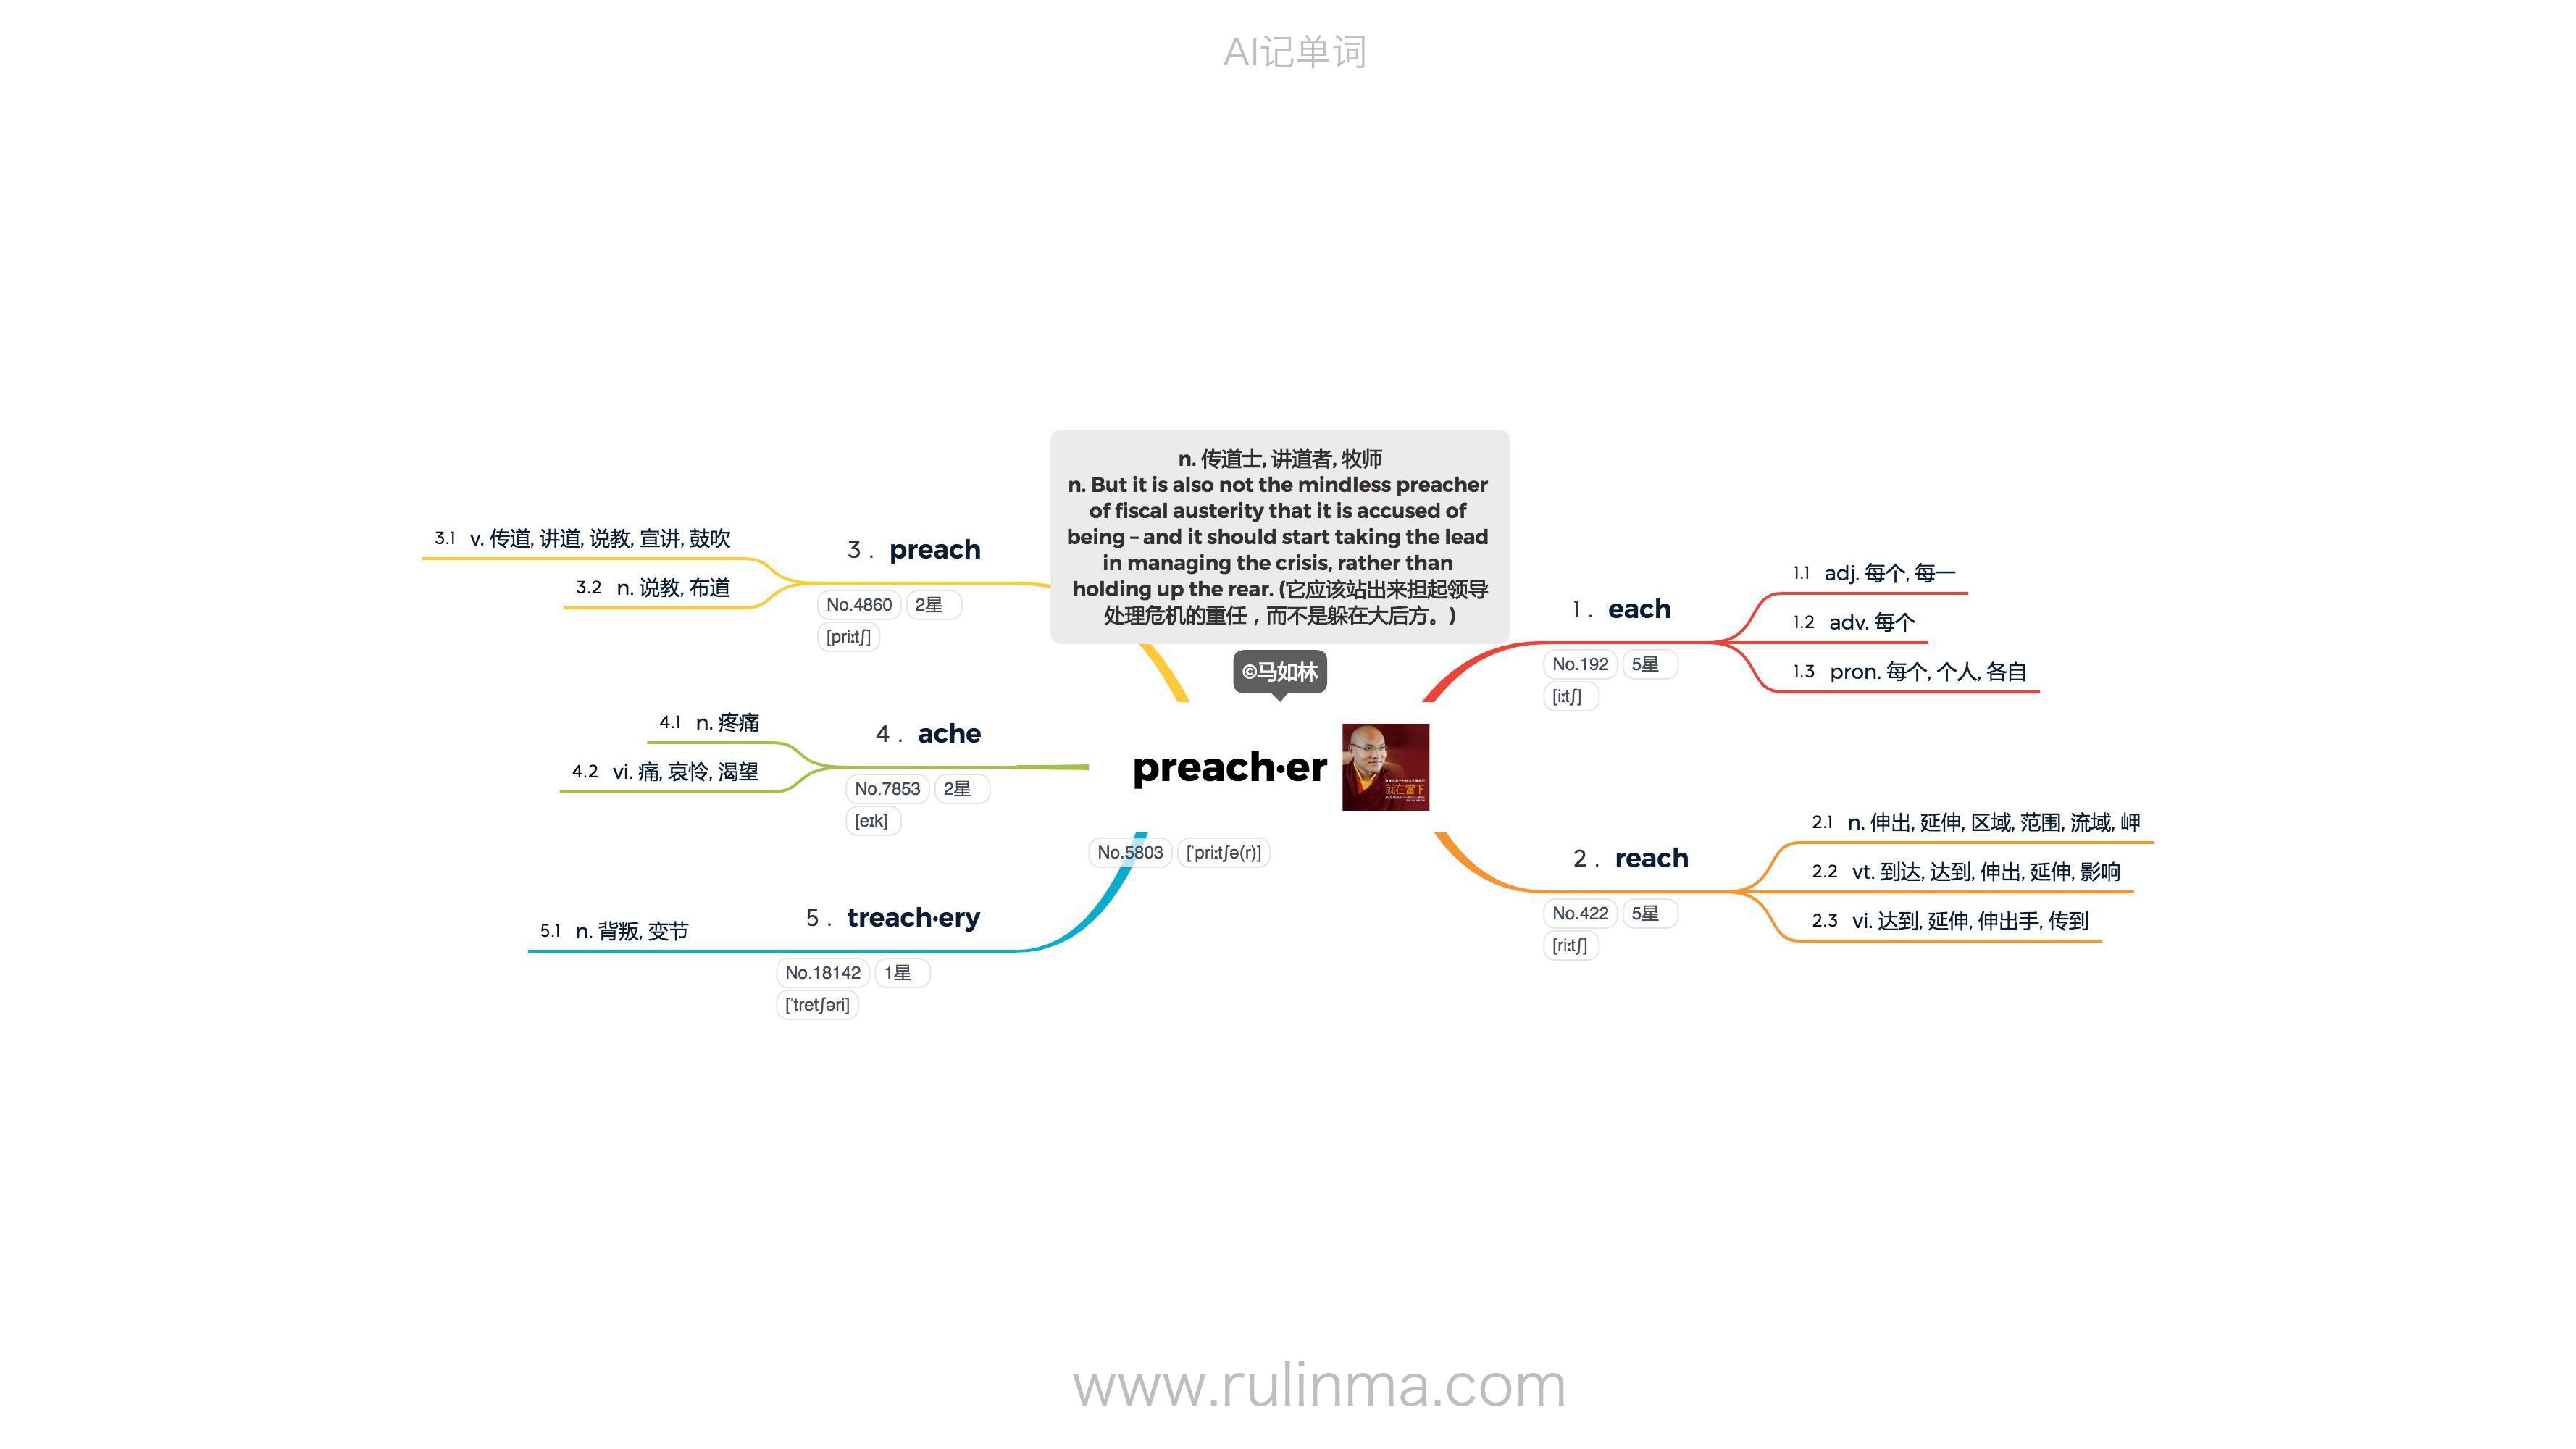 AI记单词
n. 传道士, 讲道者, 牧师
n. But it is also not the mindless preacher
of fiscal austerity that it is accused of
being – and it should start taking the lead
in managing the crisis, rather than
holding up the rear. (它应该站出来担起领导
处理危机的重任，而不是躲在大后方。)
©马如林
preach·er
就在當下
No.5803 ['priːtʃə(r)]
1 . each
No.192 5星
[iːtʃ]
1.1 adj. 每个, 每一
1.2 adv. 每个
1.3 pron. 每个, 个人, 各自
2 . reach
No.422 5星
[riːtʃ]
2.1 n. 伸出, 延伸, 区域, 范围, 流域, 岬
2.2 vt. 到达, 达到, 伸出, 延伸, 影响
2.3 vi. 达到, 延伸, 伸出手, 传到
3 . preach
No.4860 2星
[priːtʃ]
3.1 v. 传道, 讲道, 说教, 宣讲, 鼓吹
3.2 n. 说教, 布道
4 . ache
No.7853 2星
[eɪk]
4.1 n. 疼痛
4.2 vi. 痛, 哀怜, 渴望
5 . treach·ery
No.18142 1星
['tretʃəri]
5.1 n. 背叛, 变节
www.rulinma.com